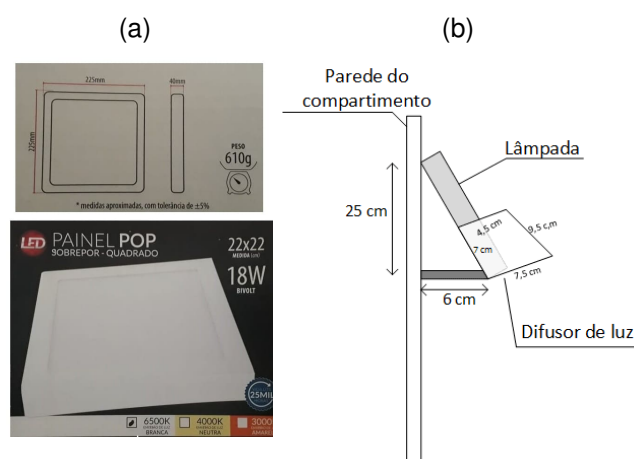 (a)
(b)
225mm
40mm
225mm
PESO
610g
* medidas aproximadas, com tolerância de ±5%
LED PAINEL POP
SOBREPOR - QUADRADO
22x22
MEDIDA (cm)
18W
BIVOLT
25MIL
6500K
BRANCA
4000K
NEUTRA
3000
AMARE
Parede do
compartimento
Lâmpada
25 cm
4,5 cm
9,5 c,m
7 cm
7,5 cm
6 cm
Difusor de luz